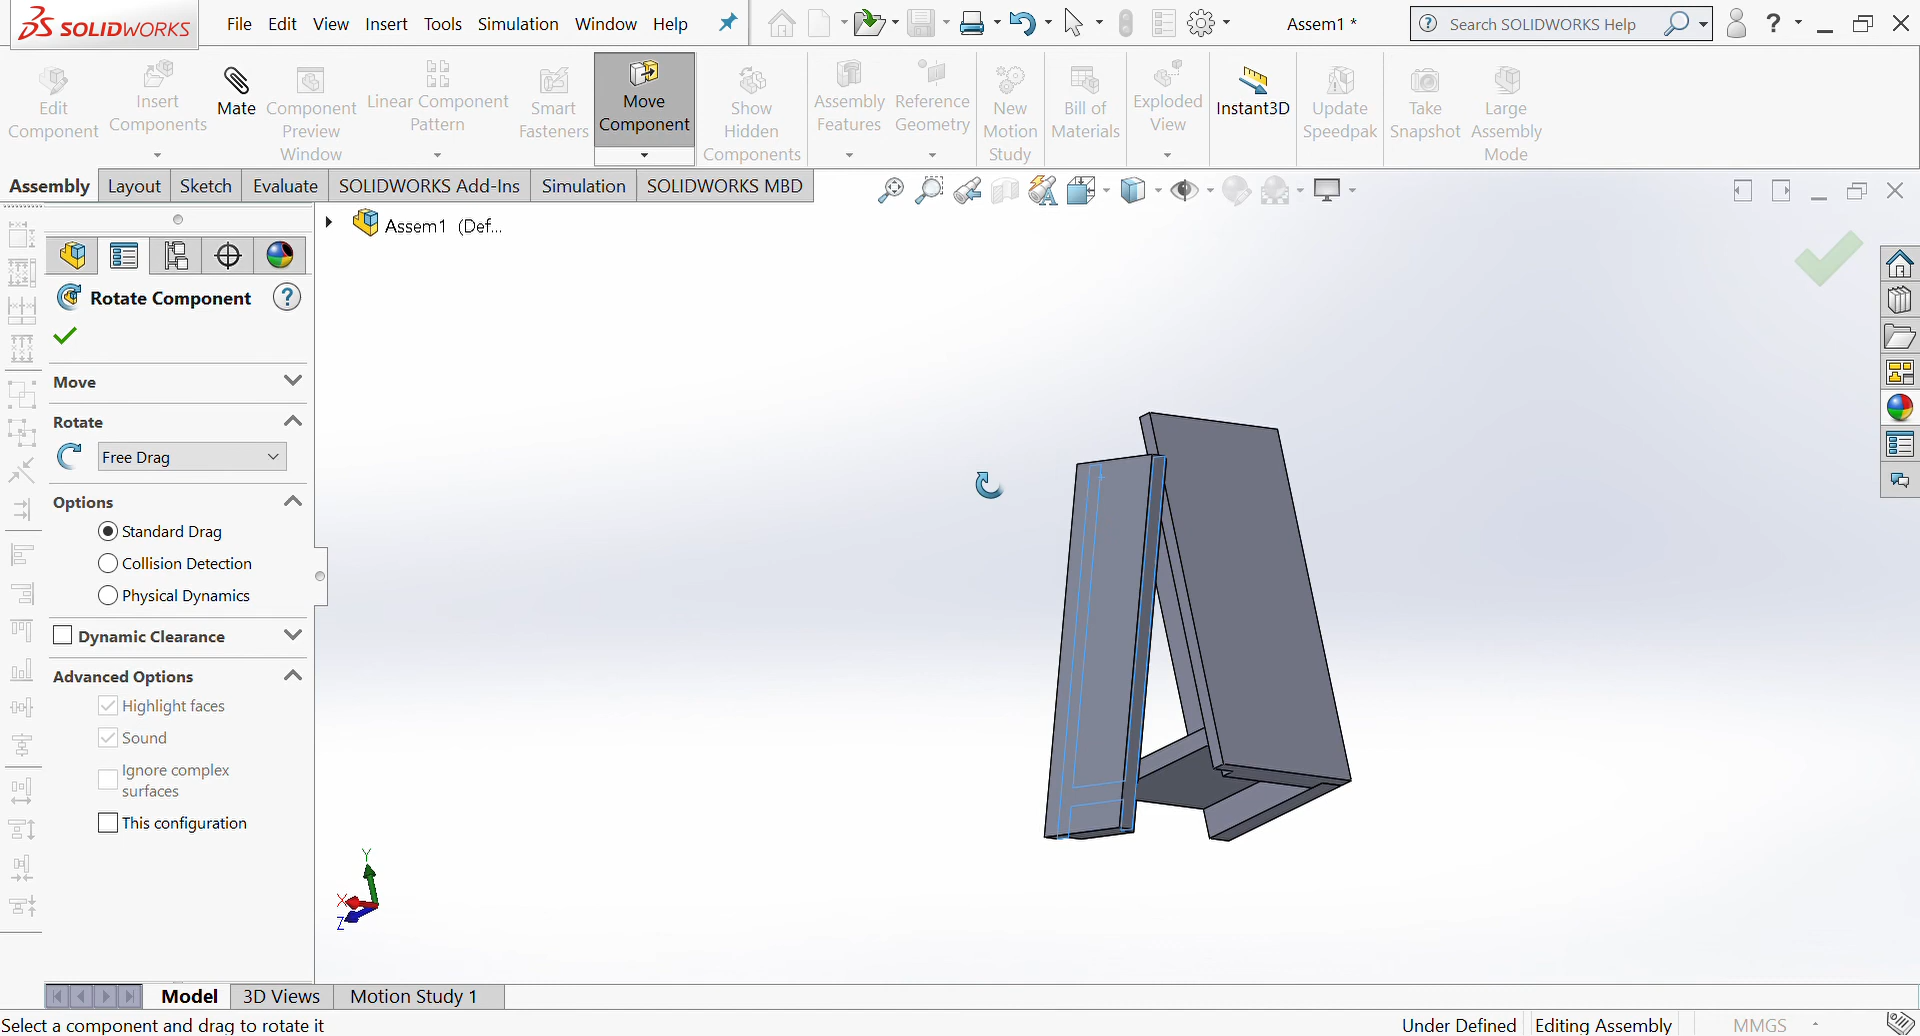 SOLIDWORKS File Edit View Insert Tools Simulation Window Help Assem1 * Search SOLIDWORKS Help ?
Edit Component
Insert Components
Mate
Component Preview Window
Linear Component Pattern
Smart Fasteners
Move Component
Show Hidden Components
Assembly Features
Reference Geometry
New Motion Study
Bill of Materials
Exploded View
Instant3D
Update Speedpak
Take Snapshot
Large Assembly Mode
Assembly Layout Sketch Evaluate SOLIDWORKS Add-Ins Simulation SOLIDWORKS MBD
Assem1 (Def...
Rotate Component ?
Move
Rotate
Free Drag
Options
Standard Drag
Collision Detection
Physical Dynamics
Dynamic Clearance
Advanced Options
Highlight faces
Sound
Ignore complex
surfaces
This configuration
Y
X
Z
Model 3D Views Motion Study 1
Select a component and drag to rotate it Under Defined Editing Assembly MMGS